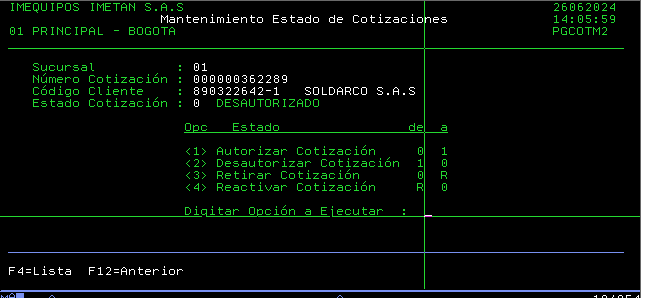 IMEQUIPOS IMETAN S.A.S 26062024
Mantenimiento Estado de Cotizaciones 14:05:59
01 PRINCIPAL - BOGOTA PGCOTM2
Sucursal : 01
Número Cotización : 000000362289
Código Cliente : 890322642-1 SOLDARCO S.A.S
Estado Cotización : 0 DESAUTORIZADO
Opc Estado de a
<1> Autorizar Cotización 0 1
<2> Desautorizar Cotización 1 0
<3> Retirar Cotización 0 R
<4> Reactivar Cotización R 0
Digitar Opción a Ejecutar :
F4=Lista F12=Anterior